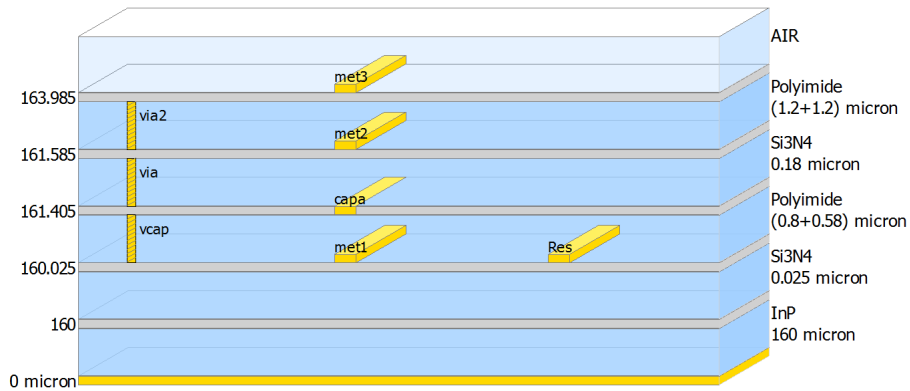 AIR
met3
163.985
Polyimide
(1.2+1.2) micron
via2
met2
161.585
Si3N4
0.18 micron
via
capa
161.405
Polyimide
(0.8+0.58) micron
vcap
met1
Res
160.025
Si3N4
0.025 micron
160
InP
160 micron
0 micron